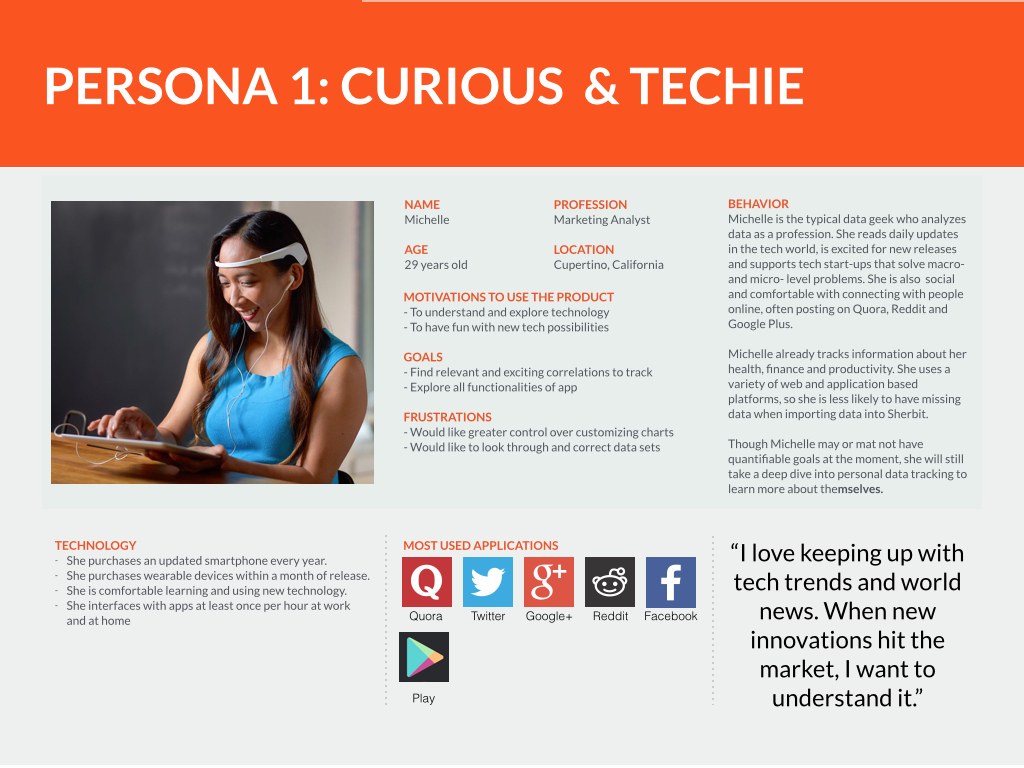 PERSONA 1: CURIOUS & TECHIE
NAME
Michelle
PROFESSION
Marketing Analyst
AGE
29 years old
LOCATION
Cupertino, California
MOTIVATIONS TO USE THE PRODUCT
- To understand and explore technology
- To have fun with new tech possibilities
GOALS
- Find relevant and exciting correlations to track
- Explore all functionalities of app
FRUSTRATIONS
- Would like greater control over customizing charts
- Would like to look through and correct data sets
BEHAVIOR
Michelle is the typical data geek who analyzes
data as a profession. She reads daily updates
in the tech world, is excited for new releases
and supports tech start-ups that solve macro-
and micro- level problems. She is also social
and comfortable with connecting with people
online, often posting on Quora, Reddit and
Google Plus.
Michelle already tracks information about her
health, finance and productivity. She uses a
variety of web and application based
platforms, so she is less likely to have missing
data when importing data into Sherbit.
Though Michelle may or mat not have
quantifiable goals at the moment, she will still
take a deep dive into personal data tracking to
learn more about themselves.
TECHNOLOGY
- She purchases an updated smartphone every year.
- She purchases wearable devices within a month of release.
- She is comfortable learning and using new technology.
- She interfaces with apps at least once per hour at work
and at home
MOST USED APPLICATIONS
Q
g+
f
Quora Twitter Google+ Reddit Facebook
Play
“I love keeping up with
tech trends and world
news. When new
innovations hit the
market, I want to
understand it.”